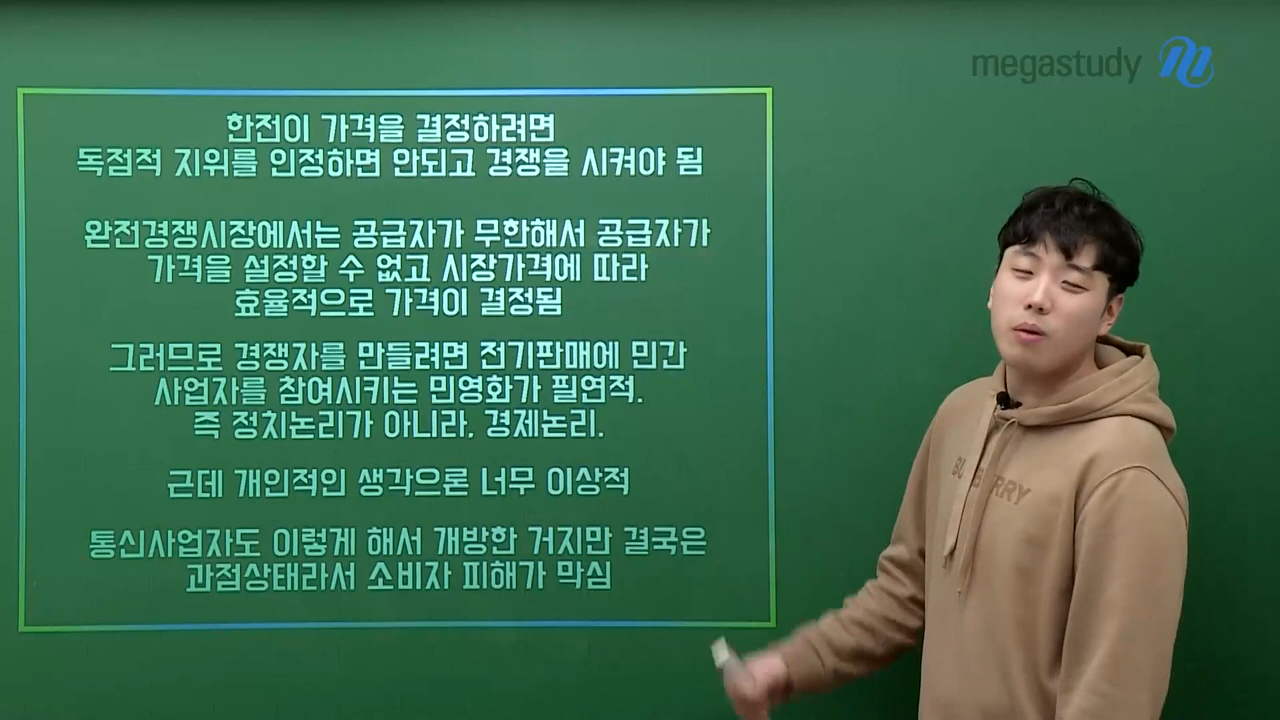 megastudy
한전이 가격을 결정하려면
독점적 지위를 인정하면 안되고 경쟁을 시켜야 됨
완전경쟁시장에서는 공급자가 무한해서 공급자가
가격을 설정할 수 없고 시장가격에 따라
효율적으로 가격이 결정됨
그러므로 경쟁자를 만들려면 전기판매에 민간
사업자를 참여시키는 민영화가 필연적.
즉 정치논리가 아니라, 경제논리.
근데 개인적인 생각으론 너무 이상적
통신사업자도 이렇게 해서 개방한 거지만 결국은
과점상태라서 소비자 피해가 막심